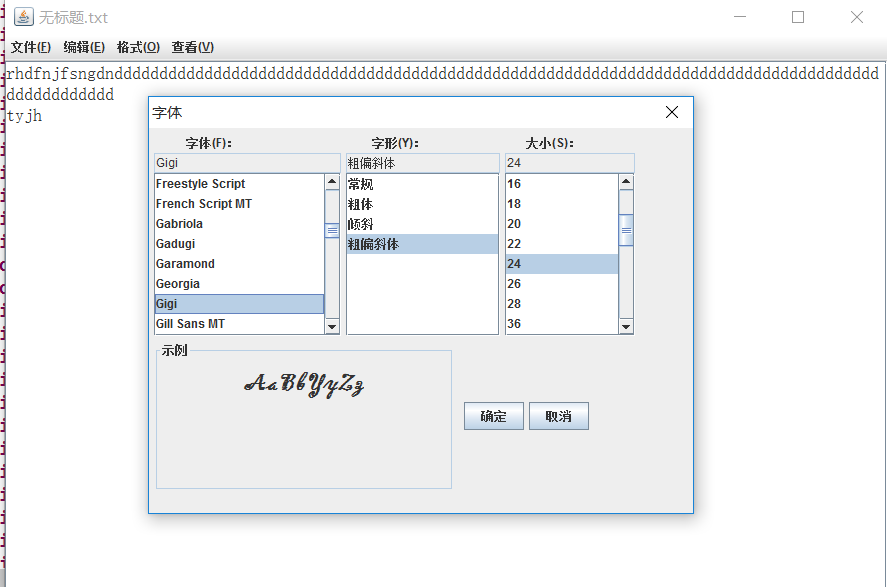 无标题.txt
文件(F) 编辑(E) 格式(O) 查看(V)
rhdfnjfsngdnddddddddddddddddddddddddddddddddddddddddddddddddddddddddddddddddddddddddddddddddddddd
dddddddddddd
tyjh
字体
字体(F): 字形(Y): 大小(S):
Gigi 粗偏斜体 24
Freestyle Script 常规 16
French Script MT 粗体 18
Gabriola 倾斜 20
Gadugi 粗偏斜体 22
Garamond 24
Georgia 26
Gigi 28
Gill Sans MT 36
示例
AaBbYyZz
确定 取消